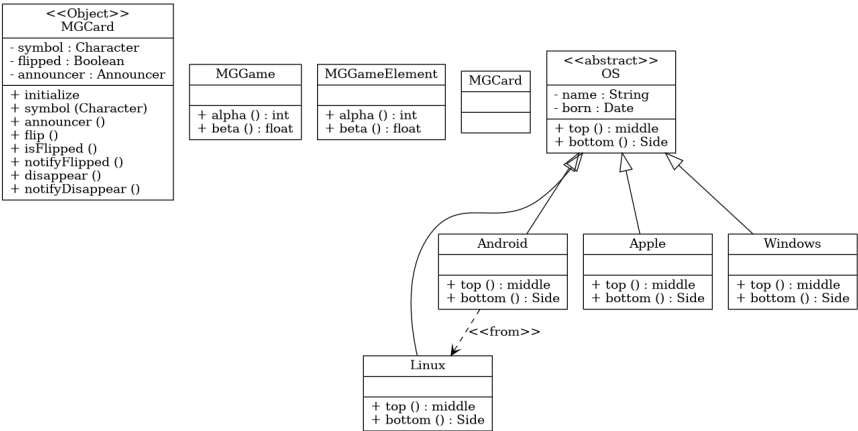 <<Object>>
MGCard
- symbol : Character
- flipped : Boolean
- announcer : Announcer
+ initialize
+ symbol (Character)
+ announcer ()
+ flip ()
+ isFlipped ()
+ notifyFlipped ()
+ disappear ()
+ notifyDisappear ()
MGGame
+ alpha () : int
+ beta () : float
MGGameElement
+ alpha () : int
+ beta () : float
MGCard
<<abstract>>
OS
- name : String
- born : Date
+ top () : middle
+ bottom () : Side
Android
+ top () : middle
+ bottom () : Side
Apple
+ top () : middle
+ bottom () : Side
Windows
+ top () : middle
+ bottom () : Side
<<from>>
Linux
+ top () : middle
+ bottom () : Side